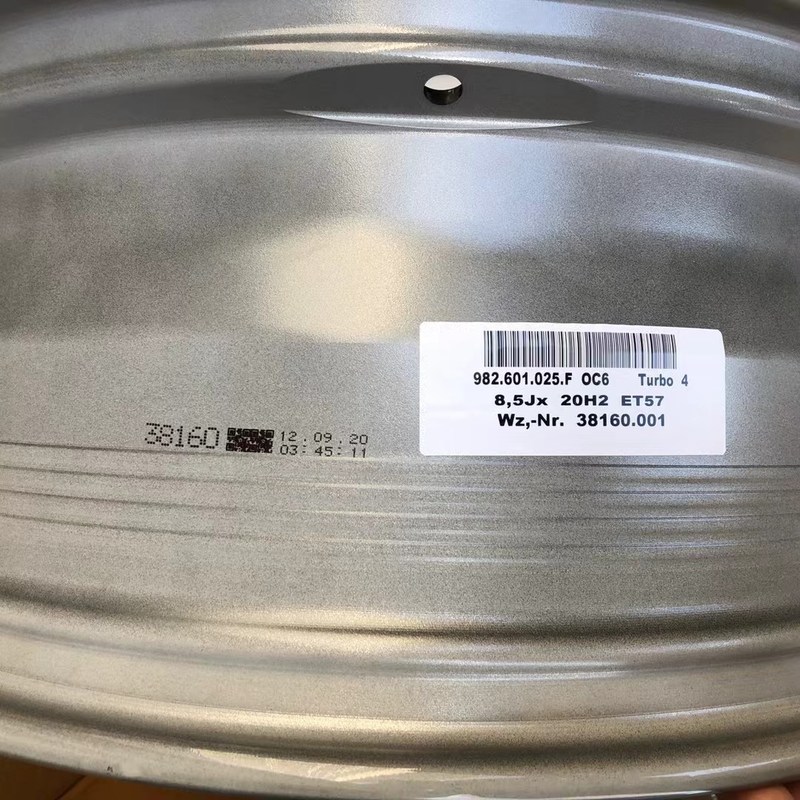 982.601.025.F OC6 Turbo 4
8,5Jx 20H2 ET57
Wz,-Nr. 38160.001
38160
12.09.20
03:45:11